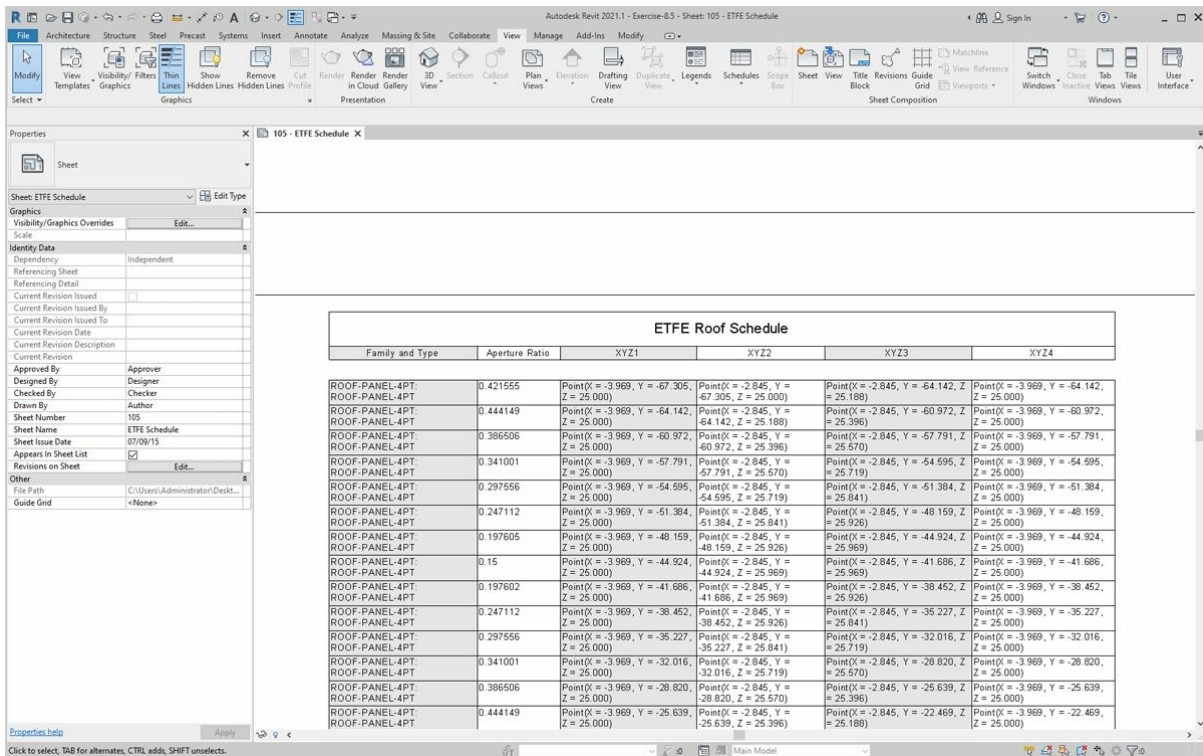 Autodesk Revit 2021.1 - Exercise-8.5 - Sheet: 105 - ETFE Schedule
Sign In
File Architecture Structure Steel Precast Systems Insert Annotate Analyze Massing & Site Collaborate View Manage Add-Ins Modify
Modify View Templates Visibility/ Graphics Filters Thin Lines Show Hidden Lines Remove Hidden Lines Cut Profile Render Render in Cloud Render Gallery 3D View Section Callout Plan Views Elevation Drafting View Duplicate View Legends Schedules Scope Box Sheet View Title Block Revisions Guide Grid Matchline View Reference Viewports Switch Windows Close Inactive Tab Views Tile Views User Interface
Select Graphics Presentation Create Sheet Composition Windows
Properties
105 - ETFE Schedule
Sheet
Sheet: ETFE Schedule Edit Type
Graphics
Visibility/Graphics Overrides Edit...
Scale
Identity Data
Dependency Independent
Referencing Sheet
Referencing Detail
Current Revision Issued
Current Revision Issued By
Current Revision Issued To
Current Revision Date
Current Revision Description
Current Revision
Approved By Approver
Designed By Designer
Checked By Checker
Drawn By Author
Sheet Number 105
Sheet Name ETFE Schedule
Sheet Issue Date 07/09/15
Appears In Sheet List
Revisions on Sheet Edit...
Other
File Path C:\Users\Administrator\Deskt...
Guide Grid <None>
Properties help Apply
ETFE Roof Schedule
Family and Type Aperture Ratio XYZ1 XYZ2 XYZ3 XYZ4
ROOF-PANEL-4PT: 0.421555 Point(X = -3.969, Y = -67.305, Point(X = -2.845, Y = Point(X = -2.845, Y = -64.142, Z Point(X = -3.969, Y = -64.142,
ROOF-PANEL-4PT Z = 25.000) -67.305, Z = 25.000) = 25.188) Z = 25.000)
ROOF-PANEL-4PT: 0.444149 Point(X = -3.969, Y = -64.142, Point(X = -2.845, Y = Point(X = -2.845, Y = -60.972, Z Point(X = -3.969, Y = -60.972,
ROOF-PANEL-4PT Z = 25.000) -64.142, Z = 25.188) = 25.396) Z = 25.000)
ROOF-PANEL-4PT: 0.386506 Point(X = -3.969, Y = -60.972, Point(X = -2.845, Y = Point(X = -2.845, Y = -57.791, Z Point(X = -3.969, Y = -57.791,
ROOF-PANEL-4PT Z = 25.000) -60.972, Z = 25.396) = 25.570) Z = 25.000)
ROOF-PANEL-4PT: 0.341001 Point(X = -3.969, Y = -57.791, Point(X = -2.845, Y = Point(X = -2.845, Y = -54.595, Z Point(X = -3.969, Y = -54.595,
ROOF-PANEL-4PT Z = 25.000) -57.791, Z = 25.570) = 25.719) Z = 25.000)
ROOF-PANEL-4PT: 0.297556 Point(X = -3.969, Y = -54.595, Point(X = -2.845, Y = Point(X = -2.845, Y = -51.384, Z Point(X = -3.969, Y = -51.384,
ROOF-PANEL-4PT Z = 25.000) -54.595, Z = 25.719) = 25.841) Z = 25.000)
ROOF-PANEL-4PT: 0.247112 Point(X = -3.969, Y = -51.384, Point(X = -2.845, Y = Point(X = -2.845, Y = -48.159, Z Point(X = -3.969, Y = -48.159,
ROOF-PANEL-4PT Z = 25.000) -51.384, Z = 25.841) = 25.926) Z = 25.000)
ROOF-PANEL-4PT: 0.197605 Point(X = -3.969, Y = -48.159, Point(X = -2.845, Y = Point(X = -2.845, Y = -44.924, Z Point(X = -3.969, Y = -44.924,
ROOF-PANEL-4PT Z = 25.000) -48.159, Z = 25.926) = 25.969) Z = 25.000)
ROOF-PANEL-4PT: 0.15 Point(X = -3.969, Y = -44.924, Point(X = -2.845, Y = Point(X = -2.845, Y = -41.686, Z Point(X = -3.969, Y = -41.686,
ROOF-PANEL-4PT Z = 25.000) -44.924, Z = 25.969) = 25.969) Z = 25.000)
ROOF-PANEL-4PT: 0.197602 Point(X = -3.969, Y = -41.686, Point(X = -2.845, Y = Point(X = -2.845, Y = -38.452, Z Point(X = -3.969, Y = -38.452,
ROOF-PANEL-4PT Z = 25.000) -41.686, Z = 25.969) = 25.926) Z = 25.000)
ROOF-PANEL-4PT: 0.247112 Point(X = -3.969, Y = -38.452, Point(X = -2.845, Y = Point(X = -2.845, Y = -35.227, Z Point(X = -3.969, Y = -35.227,
ROOF-PANEL-4PT Z = 25.000) -38.452, Z = 25.926) = 25.841) Z = 25.000)
ROOF-PANEL-4PT: 0.297556 Point(X = -3.969, Y = -35.227, Point(X = -2.845, Y = Point(X = -2.845, Y = -32.016, Z Point(X = -3.969, Y = -32.016,
ROOF-PANEL-4PT Z = 25.000) -35.227, Z = 25.841) = 25.719) Z = 25.000)
ROOF-PANEL-4PT: 0.341001 Point(X = -3.969, Y = -32.016, Point(X = -2.845, Y = Point(X = -2.845, Y = -28.820, Z Point(X = -3.969, Y = -28.820,
ROOF-PANEL-4PT Z = 25.000) -32.016, Z = 25.719) = 25.570) Z = 25.000)
ROOF-PANEL-4PT: 0.386506 Point(X = -3.969, Y = -28.820, Point(X = -2.845, Y = Point(X = -2.845, Y = -25.639, Z Point(X = -3.969, Y = -25.639,
ROOF-PANEL-4PT Z = 25.000) -28.820, Z = 25.570) = 25.396) Z = 25.000)
ROOF-PANEL-4PT: 0.444149 Point(X = -3.969, Y = -25.639, Point(X = -2.845, Y = Point(X = -2.845, Y = -22.469, Z Point(X = -3.969, Y = -22.469,
ROOF-PANEL-4PT Z = 25.000) -25.639, Z = 25.396) = 25.188) Z = 25.000)
Click to select, TAB for alternates, CTRL adds, SHIFT unselects. :0 Main Model :0